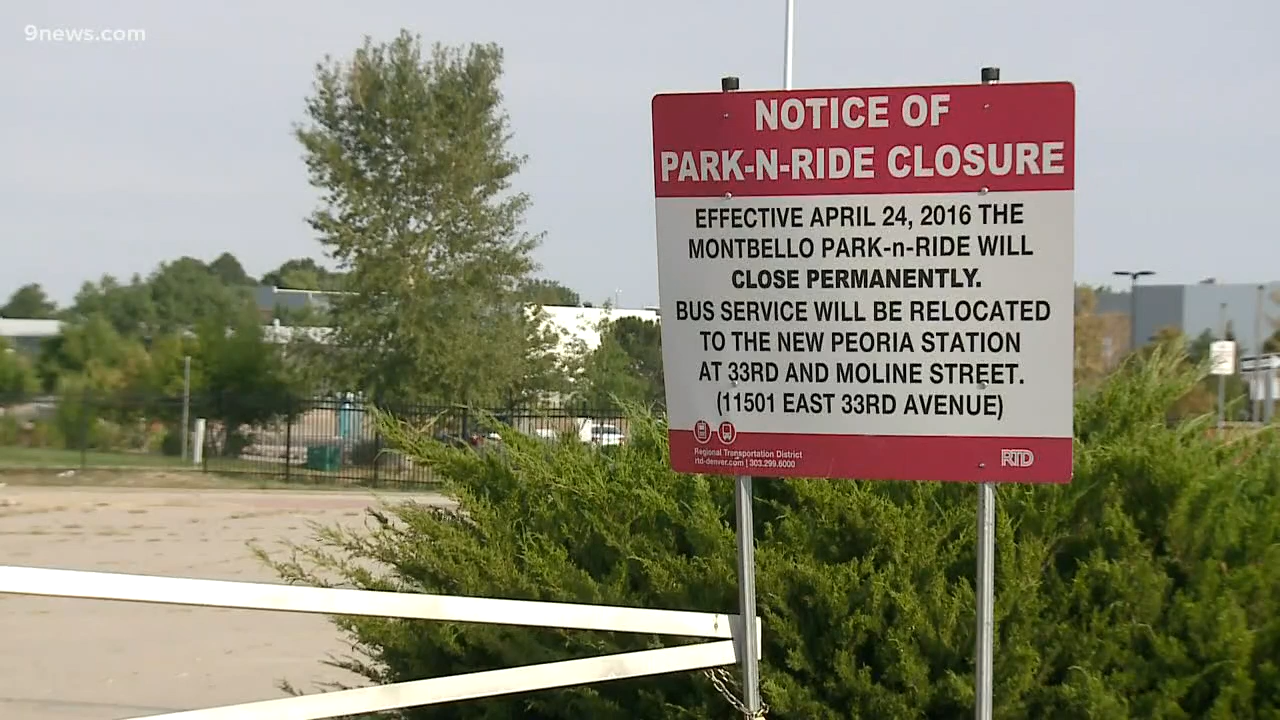 9news.com
NOTICE OF
PARK-N-RIDE CLOSURE
EFFECTIVE APRIL 24, 2016 THE
MONTBELLO PARK-n-RIDE WILL
CLOSE PERMANENTLY.
BUS SERVICE WILL BE RELOCATED
TO THE NEW PEORIA STATION
AT 33RD AND MOLINE STREET.
(11501 EAST 33RD AVENUE)
Regional Transportation District
rtd-denver.com | 303.299.6000
RTD